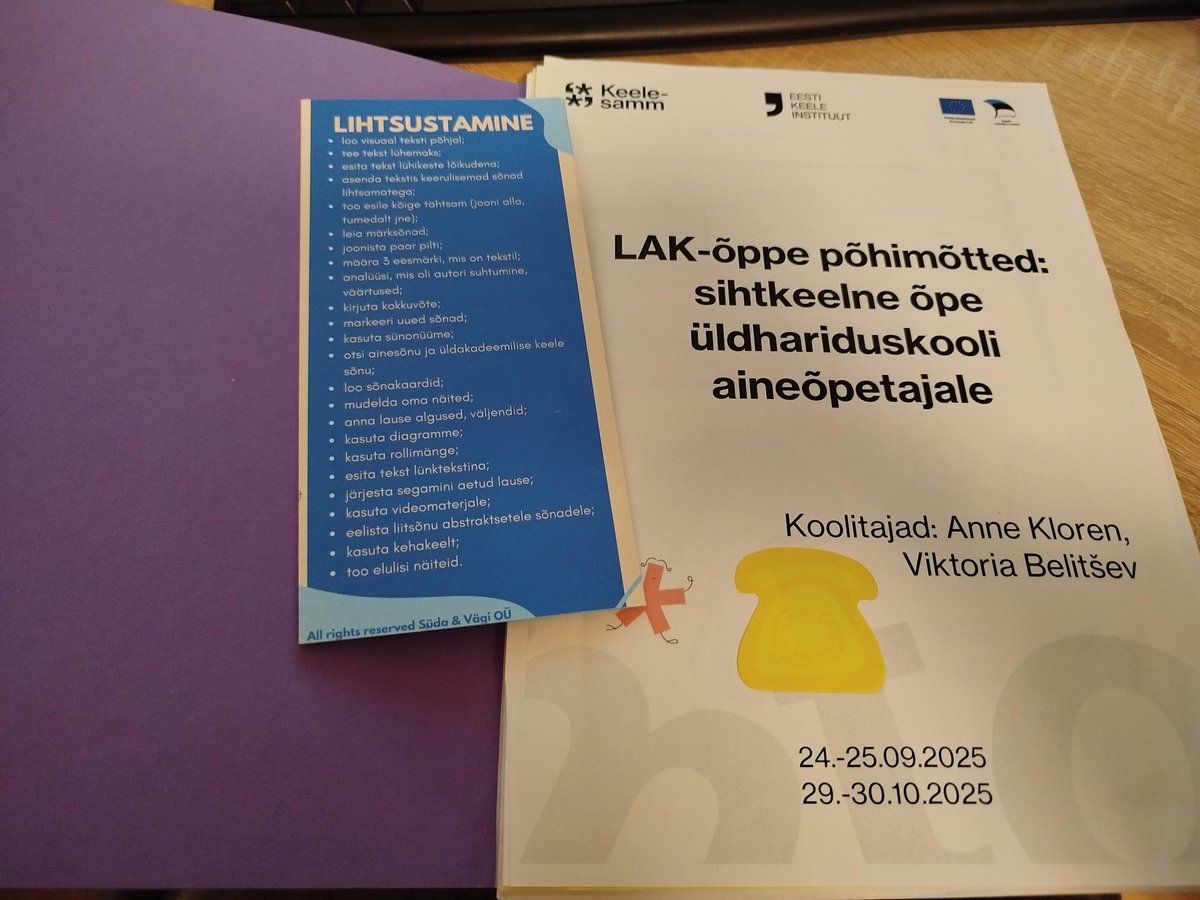 LIHTSUSTAMINE
loo visuaal teksti põhjal;
tee tekst lühemaks;
esita tekst lühikeste lõikudena;
asenda tekstis keerulisemad sõnad
lihtsamatega;
too esile kõige tähtsam (jooni alla,
tumedalt jne);
leia märksõnad;
joonista paar pilti;
määra 3 eesmärki, mis on tekstil;
analüüsi, mis oli autori suhtumine,
väärtused;
kirjuta kokkuvõte;
markeeri uued sõnad;
kasuta sünonüüme;
otsi ainesõnu ja üldakadeemilise keele
sõnu;
loo sõnakaardid;
mudelda oma näited;
anna lause algused, väljendid;
kasuta diagramme;
kasuta rollimänge;
esita tekst lünktekstina;
järjesta segamini aetud lause;
kasuta videomaterjale;
eelista liitsõnu abstraktsetele sõnadele;
kasuta kehakeelt;
too elulisi näiteid.
All rights reserved Süda & Vägi OÜ
Keele-
samm
EESTI
KEELE
INSTITUUT
LAK-õppe põhimõtted:
sihtkeelne õpe
üldhariduskooli
aineõpetajale
Koolitajad: Anne Kloren,
Viktoria Belitšev
24.-25.09.2025
29.-30.10.2025